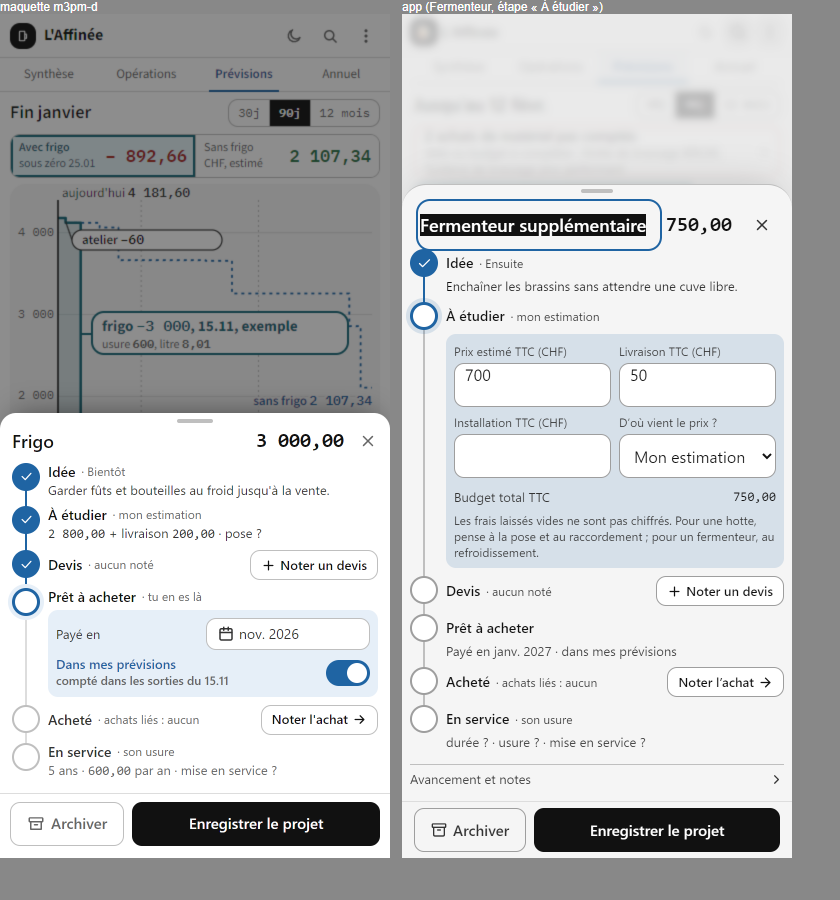 maquette m3pm-d
L'Affinée
Synthèse Opérations Prévisions Annuel
Fin janvier 30j 90j 12 mois
Avec frigo
sous zéro 25.01 − 892,66
Sans frigo
CHF, estimé 2 107,34
aujourd'hui 4 181,60
4 000
atelier −60
3 000
frigo −3 000, 15.11, exemple
usure 600, litre 8,01
2 000
sans frigo 2 107,34
Frigo 3 000,00
Idée · Bientôt
Garder fûts et bouteilles au froid jusqu'à la vente.
À étudier · mon estimation
2 800,00 + livraison 200,00 · pose ?
Devis · aucun noté + Noter un devis
Prêt à acheter · tu en es là
Payé en nov. 2026
Dans mes prévisions
compté dans les sorties du 15.11
Acheté · achats liés : aucun Noter l'achat →
En service · son usure
5 ans · 600,00 par an · mise en service ?
Archiver Enregistrer le projet
app (Fermenteur, étape « À étudier »)
Fermenteur supplémentaire 750,00
Idée · Ensuite
Enchaîner les brassins sans attendre une cuve libre.
À étudier · mon estimation
Prix estimé TTC (CHF) Livraison TTC (CHF)
700 50
Installation TTC (CHF) D'où vient le prix ?
Mon estimation
Budget total TTC 750,00
Les frais laissés vides ne sont pas chiffrés. Pour une hotte,
pense à la pose et au raccordement ; pour un fermenteur, au
refroidissement.
Devis · aucun noté + Noter un devis
Prêt à acheter
Payé en janv. 2027 · dans mes prévisions
Acheté · achats liés : aucun Noter l'achat →
En service · son usure
durée ? · usure ? · mise en service ?
Avancement et notes
Archiver Enregistrer le projet